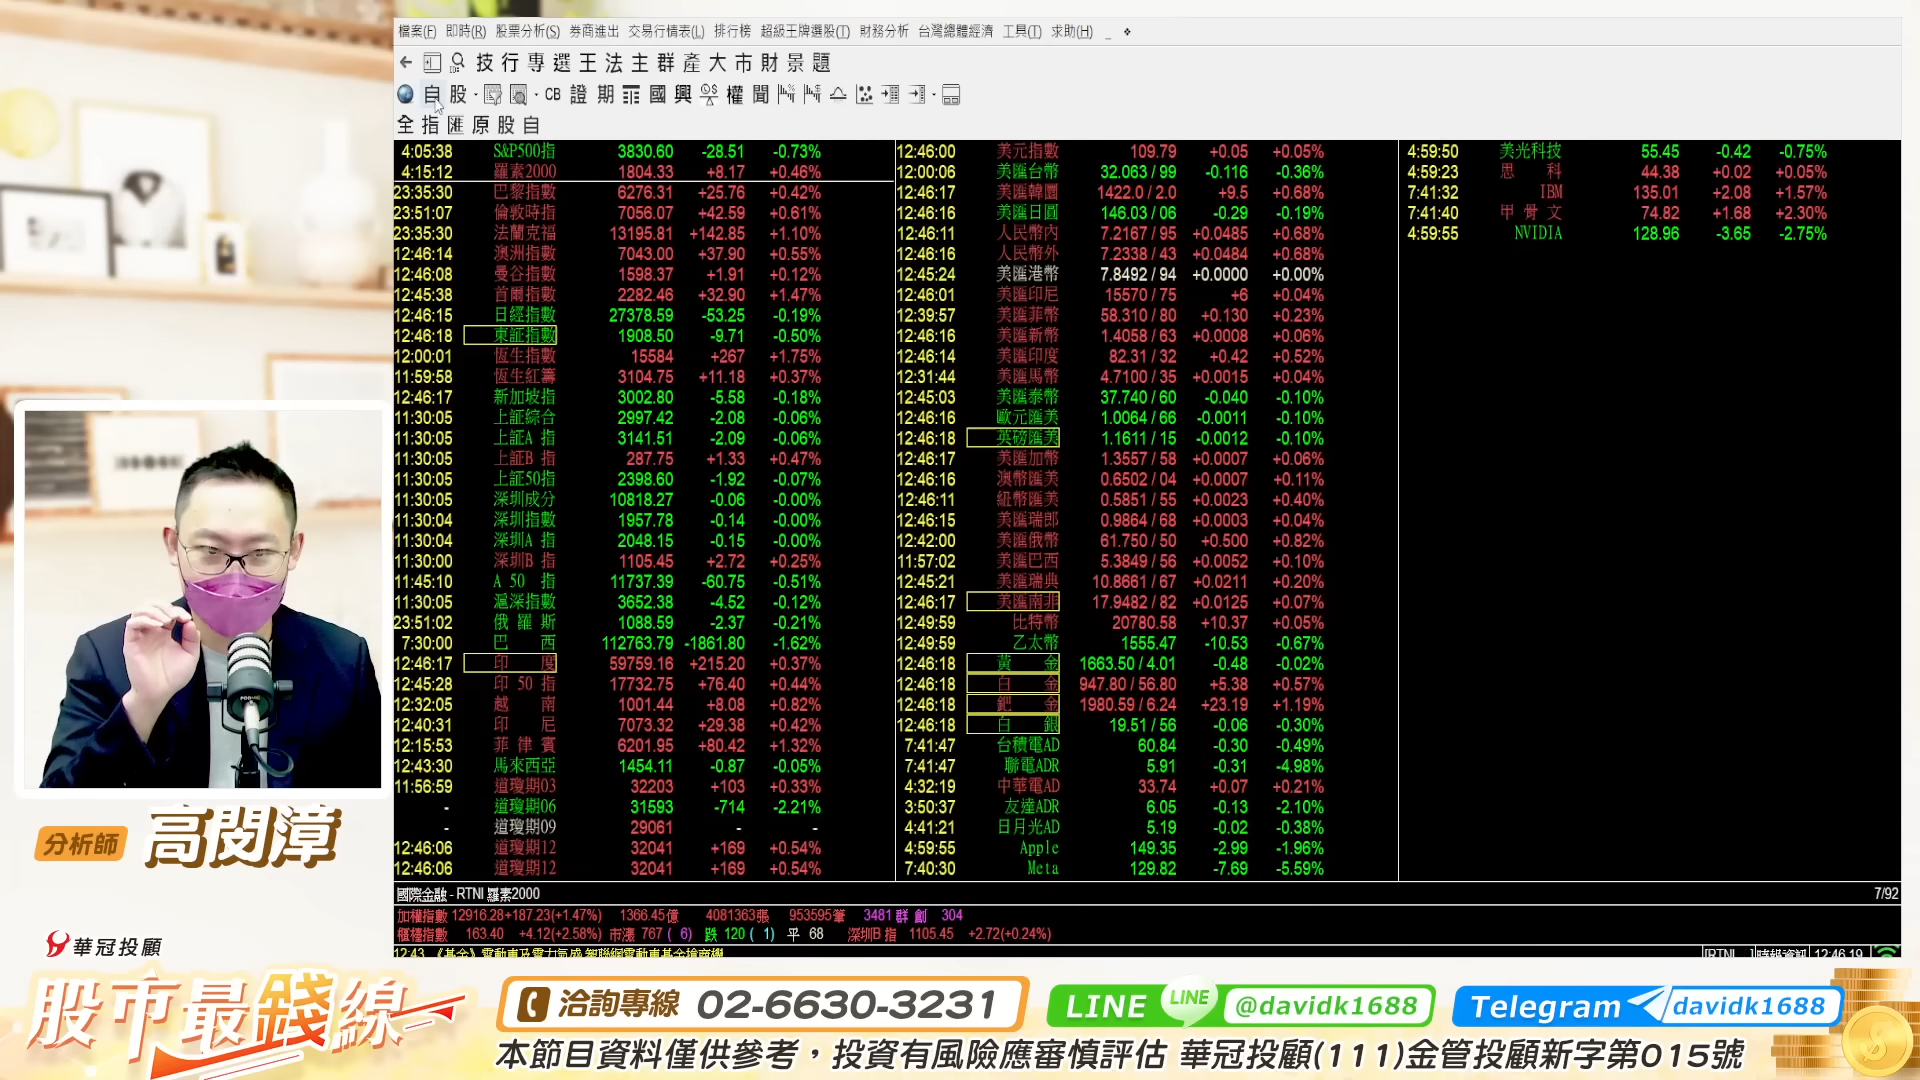 檔案(F) 即時(R) 股票分析(S) 券商進出 交易行情表(L) 排行榜 超級王牌選股(T) 財務分析 台灣總體經濟 工具(T) 求助(H)
技 行 專 選 王 法 主 群 產 大 市 財 景 題
自 股 CB 證 期 國 興 權 聞
全 指 匯 原 股 自
4:05:38 S&P500指 3830.60 -28.51 -0.73%
4:15:12 羅素2000 1804.33 +8.17 +0.46%
23:35:30 巴黎指數 6276.31 +25.76 +0.42%
23:51:07 倫敦時指 7056.07 +42.59 +0.61%
23:35:30 法蘭克福 13195.81 +142.85 +1.10%
12:46:14 澳洲指數 7043.00 +37.90 +0.55%
12:46:08 曼谷指數 1598.37 +1.91 +0.12%
12:45:38 首爾指數 2282.46 +32.90 +1.47%
12:46:15 日經指數 27378.59 -53.25 -0.19%
12:46:18 東証指數 1908.50 -9.71 -0.50%
12:00:01 恆生指數 15584 +267 +1.75%
11:59:58 恆生紅籌 3104.75 +11.18 +0.37%
12:46:17 新加坡指 3002.80 -5.58 -0.18%
11:30:05 上証綜合 2997.42 -2.08 -0.06%
11:30:05 上証A 指 3141.51 -2.09 -0.06%
11:30:05 上証B 指 287.75 +1.33 +0.47%
11:30:05 上証50指 2398.60 -1.92 -0.07%
11:30:05 深圳成分 10818.27 -0.06 -0.00%
11:30:04 深圳指數 1957.78 -0.14 -0.00%
11:30:04 深圳A 指 2048.15 -0.15 -0.00%
11:30:00 深圳B 指 1105.45 +2.72 +0.25%
11:45:10 A 50 指 11737.39 -60.75 -0.51%
11:30:05 滬深指數 3652.38 -4.52 -0.12%
23:51:02 俄 羅 斯 1088.59 -2.37 -0.21%
7:30:00 巴 西 112763.79 -1861.80 -1.62%
12:46:17 印 度 59759.16 +215.20 +0.37%
12:45:28 印 50 指 17732.75 +76.40 +0.44%
12:32:05 越 南 1001.44 +8.08 +0.82%
12:40:31 印 尼 7073.32 +29.38 +0.42%
12:15:53 菲 律 賓 6201.95 +80.42 +1.32%
12:43:30 馬來西亞 1454.11 -0.87 -0.05%
11:56:59 道瓊期03 32203 +103 +0.33%
- 道瓊期06 31593 -714 -2.21%
- 道瓊期09 29061 - -
12:46:06 道瓊期12 32041 +169 +0.54%
12:46:06 道瓊期12 32041 +169 +0.54%
12:46:00 美元指數 109.79 +0.05 +0.05%
12:00:06 美匯台幣 32.063 / 99 -0.116 -0.36%
12:46:17 美匯韓圜 1422.0 / 2.0 +9.5 +0.68%
12:46:16 美匯日圓 146.03 / 06 -0.29 -0.19%
12:46:11 人民幣內 7.2167 / 95 +0.0485 +0.68%
12:46:16 人民幣外 7.2338 / 43 +0.0484 +0.68%
12:45:24 美匯港幣 7.8492 / 94 +0.0000 +0.00%
12:46:01 美匯印尼 15570 / 75 +6 +0.04%
12:39:57 美匯菲幣 58.310 / 80 +0.130 +0.23%
12:46:16 美匯新幣 1.4058 / 63 +0.0008 +0.06%
12:46:14 美匯印度 82.31 / 32 +0.42 +0.52%
12:31:44 美匯馬幣 4.7100 / 35 +0.0015 +0.04%
12:45:03 美匯泰幣 37.740 / 60 -0.040 -0.10%
12:46:16 歐元匯美 1.0064 / 66 -0.0011 -0.10%
12:46:18 英磅匯美 1.1611 / 15 -0.0012 -0.10%
12:46:17 美匯加幣 1.3557 / 58 +0.0007 +0.06%
12:46:16 澳幣匯美 0.6502 / 04 +0.0007 +0.11%
12:46:11 紐幣匯美 0.5851 / 55 +0.0023 +0.40%
12:46:15 美匯瑞郎 0.9864 / 68 +0.0003 +0.04%
12:42:00 美匯俄幣 61.750 / 50 +0.500 +0.82%
11:57:02 美匯巴西 5.3849 / 56 +0.0052 +0.10%
12:45:21 美匯瑞典 10.8661 / 67 +0.0211 +0.20%
12:46:17 美匯南非 17.9482 / 82 +0.0125 +0.07%
12:49:59 比特幣 20780.58 +10.37 +0.05%
12:49:59 乙太幣 1555.47 -10.53 -0.67%
12:46:18 黃 金 1663.50 / 4.01 -0.48 -0.02%
12:46:18 白 金 947.80 / 56.80 +5.38 +0.57%
12:46:18 鈀 金 1980.59 / 6.24 +23.19 +1.19%
12:46:18 白 銀 19.51 / 56 -0.06 -0.30%
7:41:47 台積電AD 60.84 -0.30 -0.49%
7:41:47 聯電ADR 5.91 -0.31 -4.98%
4:32:19 中華電AD 33.74 +0.07 +0.21%
3:50:37 友達ADR 6.05 -0.13 -2.10%
4:41:21 日月光AD 5.19 -0.02 -0.38%
4:59:55 Apple 149.35 -2.99 -1.96%
7:40:30 Meta 129.82 -7.69 -5.59%
4:59:50 美光科技 55.45 -0.42 -0.75%
4:59:23 思 科 44.38 +0.02 +0.05%
7:41:32 IBM 135.01 +2.08 +1.57%
7:41:40 甲 骨 文 74.82 +1.68 +2.30%
4:59:55 NVIDIA 128.96 -3.65 -2.75%
國際金融 - RTNI 羅素2000 7/92
加權指數 12916.28+187.23(+1.47%) 1366.45億 4081363張 953595筆 3481 群 創 304
櫃檯指數 163.40 +4.12(+2.58%) 市漲 767 ( 6) 跌 120 ( 1) 平 68 深圳B 指 1105.45 +2.72(+0.24%)
12:43 12:46:19
分析師 高閔漳
華冠投顧
股市最錢線
洽詢專線 02-6630-3231
LINE LINE @davidk1688
Telegram davidk1688
本節目資料僅供參考，投資有風險應審慎評估 華冠投顧(111)金管投顧新字第015號